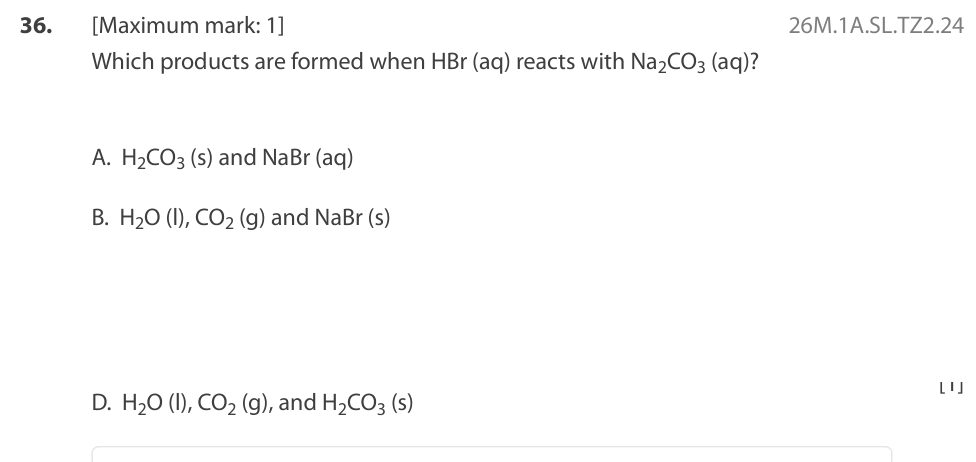 36. [Maximum mark: 1] 26M.1A.SL.TZ2.24
Which products are formed when HBr (aq) reacts with Na₂CO₃ (aq)?
A. H₂CO₃ (s) and NaBr (aq)
B. H₂O (l), CO₂ (g) and NaBr (s)
[1]
D. H₂O (l), CO₂ (g), and H₂CO₃ (s)